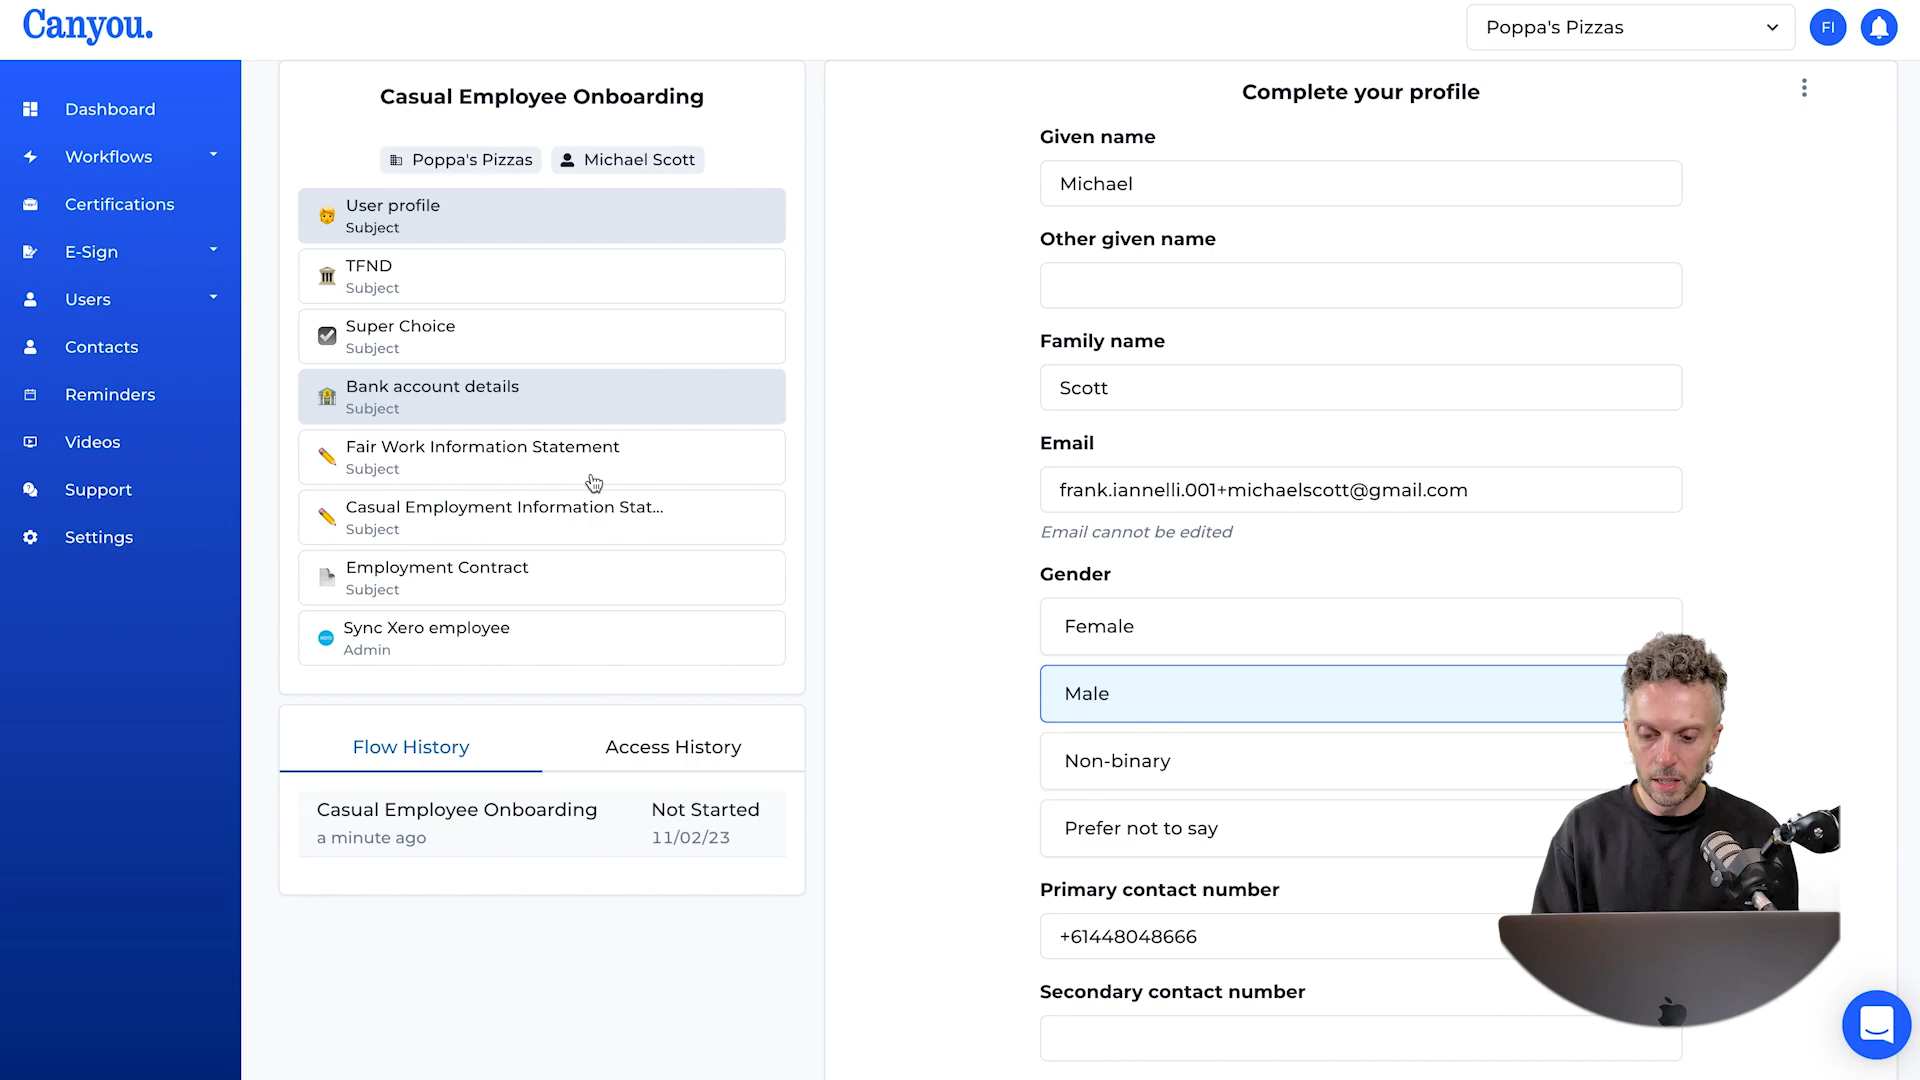 Canyou.
Poppa's Pizzas
FI
Dashboard
Workflows
Certifications
E-Sign
Users
Contacts
Reminders
Videos
Support
Settings
Casual Employee Onboarding
Poppa's Pizzas
Michael Scott
User profile
Subject
TFND
Subject
Super Choice
Subject
Bank account details
Subject
Fair Work Information Statement
Subject
Casual Employment Information Stat...
Subject
Employment Contract
Subject
Sync Xero employee
Admin
Flow History
Access History
Casual Employee Onboarding
Not Started
a minute ago
11/02/23
Complete your profile
Given name
Michael
Other given name
Family name
Scott
Email
frank.iannelli.001+michaelscott@gmail.com
Email cannot be edited
Gender
Female
Male
Non-binary
Prefer not to say
Primary contact number
+61448048666
Secondary contact number